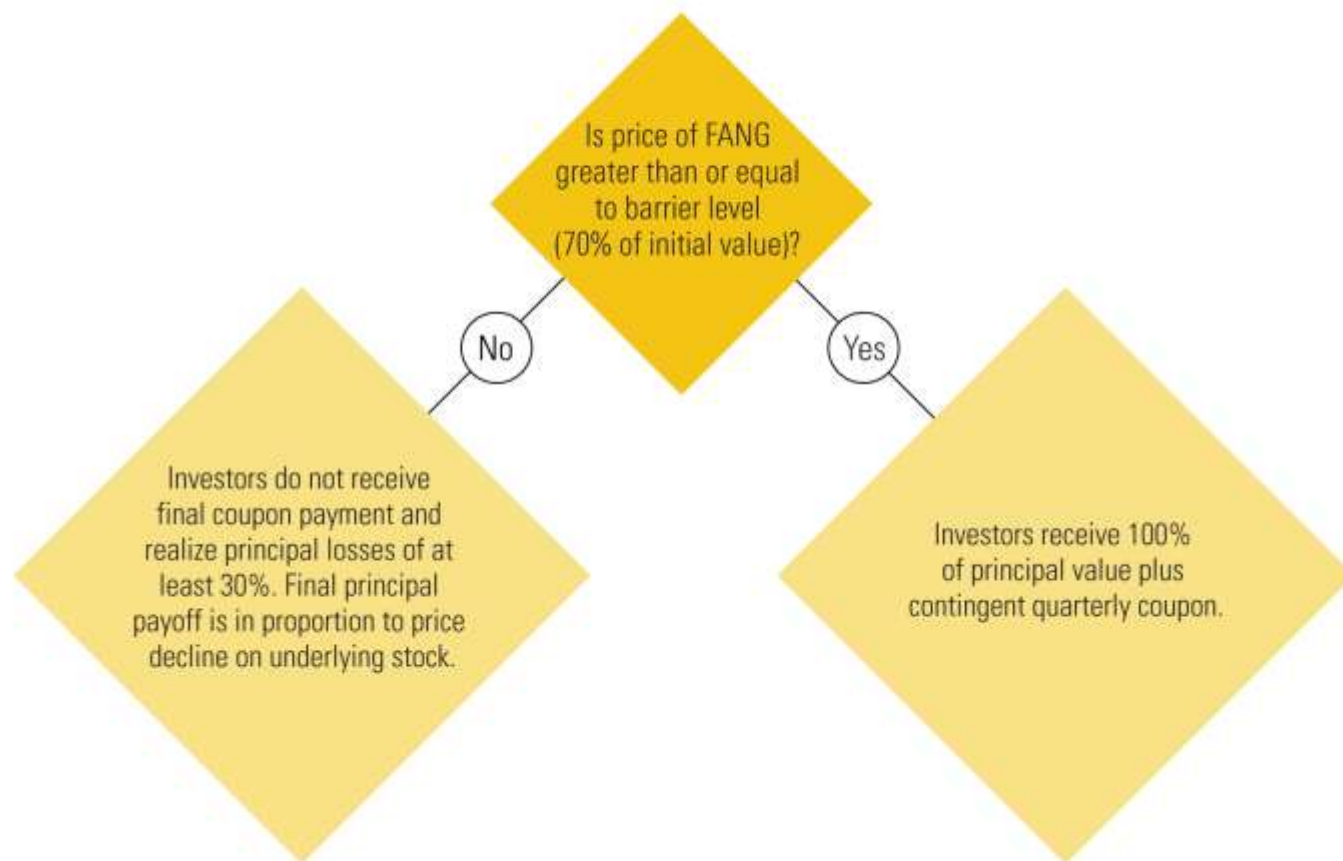 Is price of FANG
greater than or equal
to barrier level
(70% of initial value)?
No
Yes
Investors do not receive
final coupon payment and
realize principal losses of at
least 30%. Final principal
payoff is in proportion to price
decline on underlying stock.
Investors receive 100%
of principal value plus
contingent quarterly coupon.